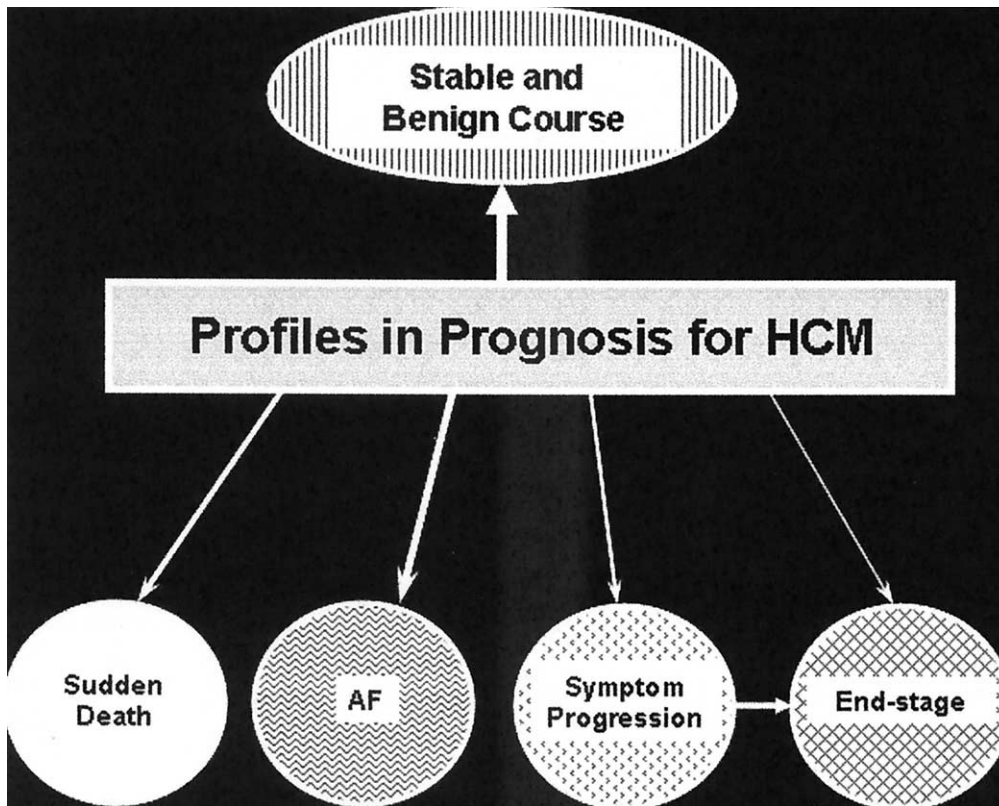 Stable and
Benign Course
Profiles in Prognosis for HCM
Sudden
Death
AF
Symptom
Progression
End-stage